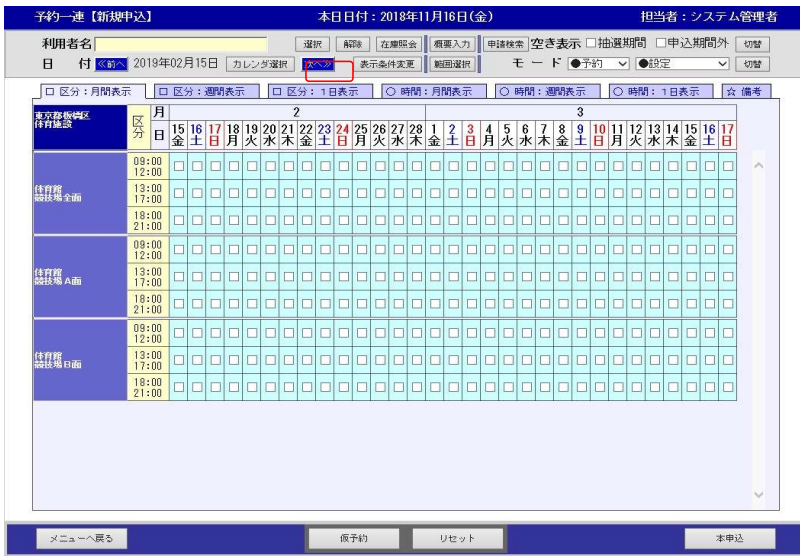 予約一連【新規申込】 本日日付：2018年11月16日(金) 担当者：システム管理者
利用者名 選択 解除 在庫照会 概要入力 申請検索 空き表示 □抽選期間 □申込期間外 切替
日 付 ≪前へ 2019年02月15日 カレンダ選択 次へ≫ 表示条件変更 範囲選択 モード ●予約 ●設定 切替
□ 区分：月間表示 □ 区分：週間表示 □ 区分：1日表示 ○ 時間：月間表示 ○ 時間：週間表示 ○ 時間：1日表示 ☆ 備考
東京都板橋区
体育施設
区分 月 2 3
日 15 16 17 18 19 20 21 22 23 24 25 26 27 28 1 2 3 4 5 6 7 8 9 10 11 12 13 14 15 16 17
金 土 日 月 火 水 木 金 土 日 月 火 水 木 金 土 日 月 火 水 木 金 土 日 月 火 水 木 金 土 日
体育館
競技場全面
09:00
12:00
13:00
17:00
18:00
21:00
体育館
競技場A面
09:00
12:00
13:00
17:00
18:00
21:00
体育館
競技場B面
09:00
12:00
13:00
17:00
18:00
21:00
メニューへ戻る 仮予約 リセット 本申込